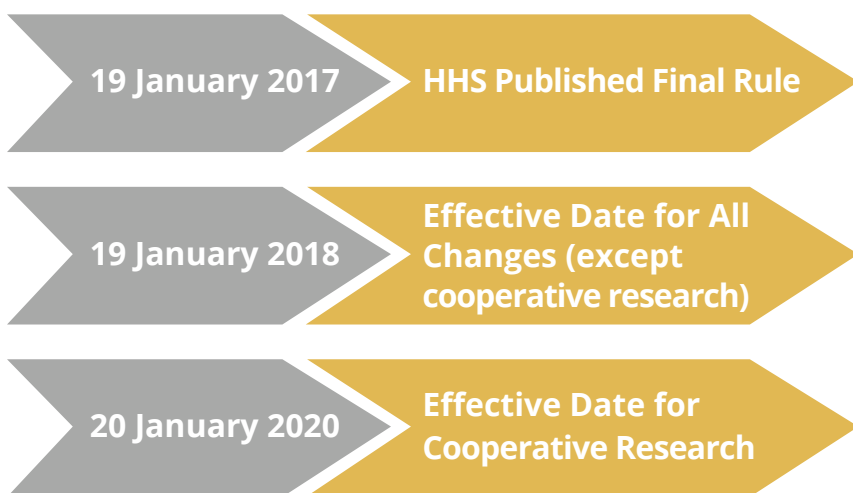 19 January 2017
HHS Published Final Rule
19 January 2018
Effective Date for All
Changes (except
cooperative research)
20 January 2020
Effective Date for
Cooperative Research